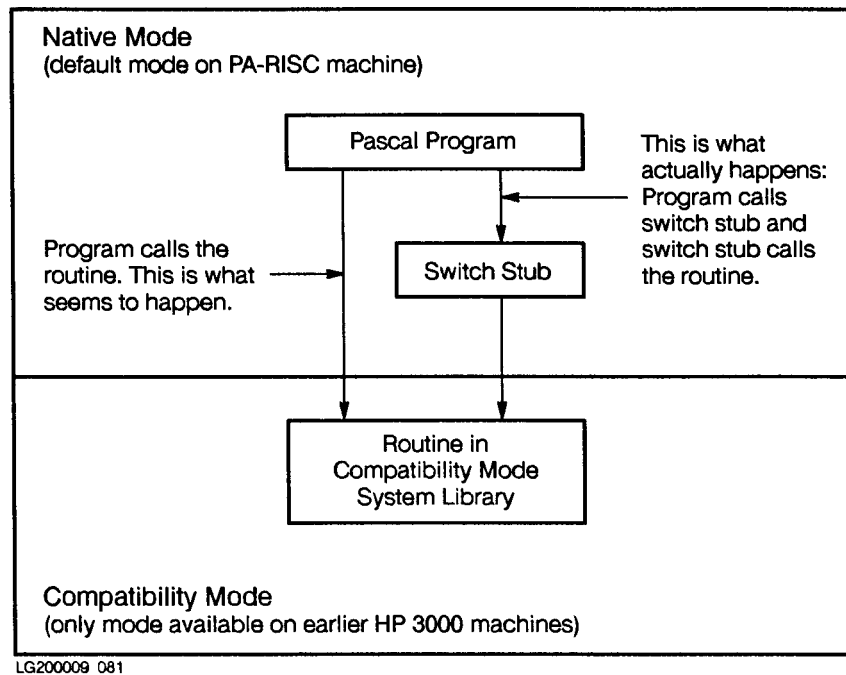 Native Mode
(default mode on PA-RISC machine)
Pascal Program
This is what
actually happens:
Program calls
switch stub and
switch stub calls
the routine.
Program calls the
routine. This is what
seems to happen.
Switch Stub
Routine in
Compatibility Mode
System Library
Compatibility Mode
(only mode available on earlier HP 3000 machines)
LG200009 081